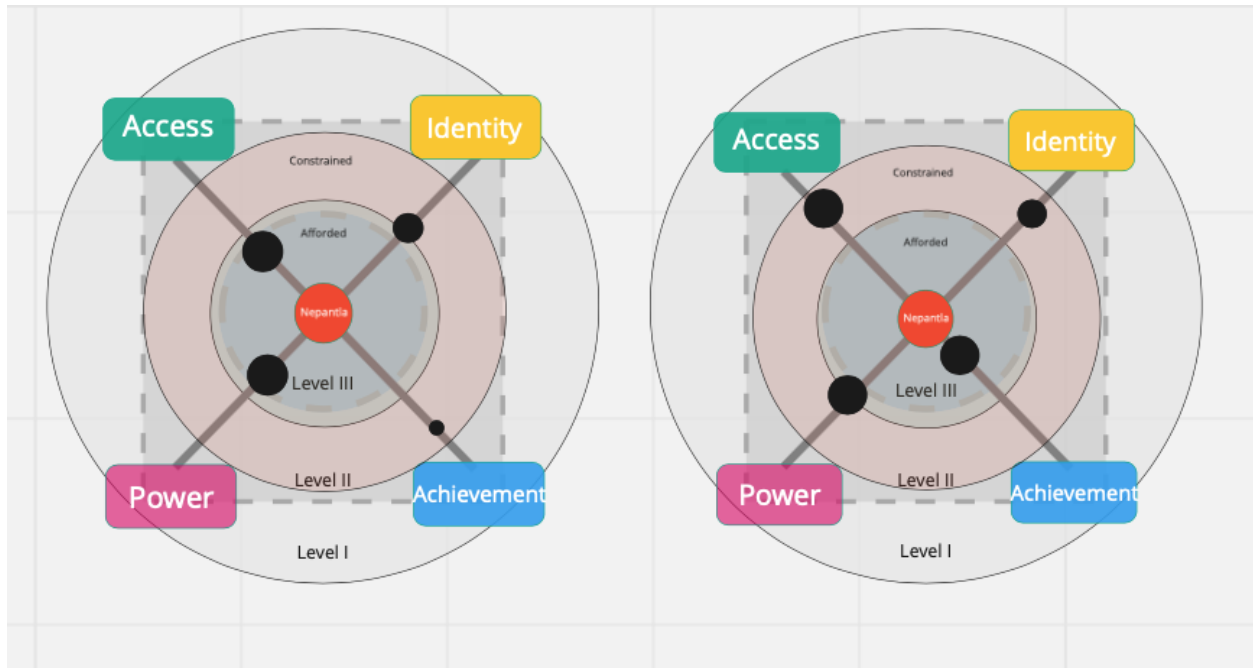 Access
Identity
Constrained
Afforded
Nepantla
Level III
Level II
Power
Achievement
Level I
Access
Identity
Constrained
Afforded
Nepantla
Level III
Level II
Power
Achievement
Level I